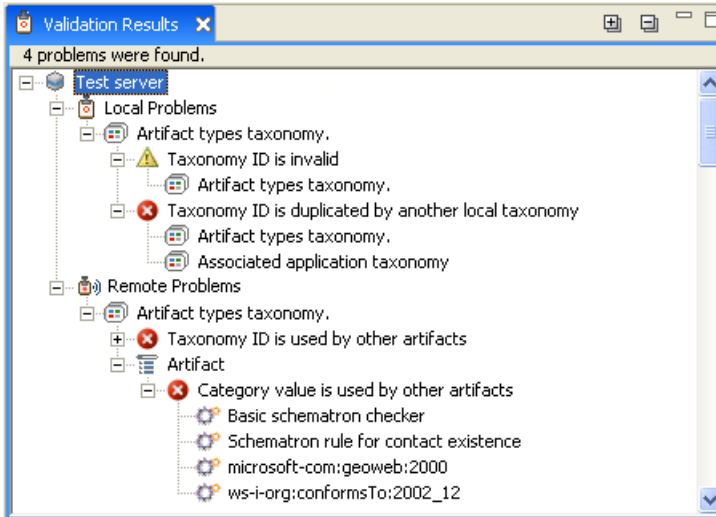 Validation Results
4 problems were found.
Test server
Local Problems
Artifact types taxonomy.
Taxonomy ID is invalid
Artifact types taxonomy.
Taxonomy ID is duplicated by another local taxonomy
Artifact types taxonomy.
Associated application taxonomy
Remote Problems
Artifact types taxonomy.
Taxonomy ID is used by other artifacts
Artifact
Category value is used by other artifacts
Basic schematron checker
Schematron rule for contact existence
microsoft-com:geoweb:2000
ws-i-org:conformsTo:2002_12